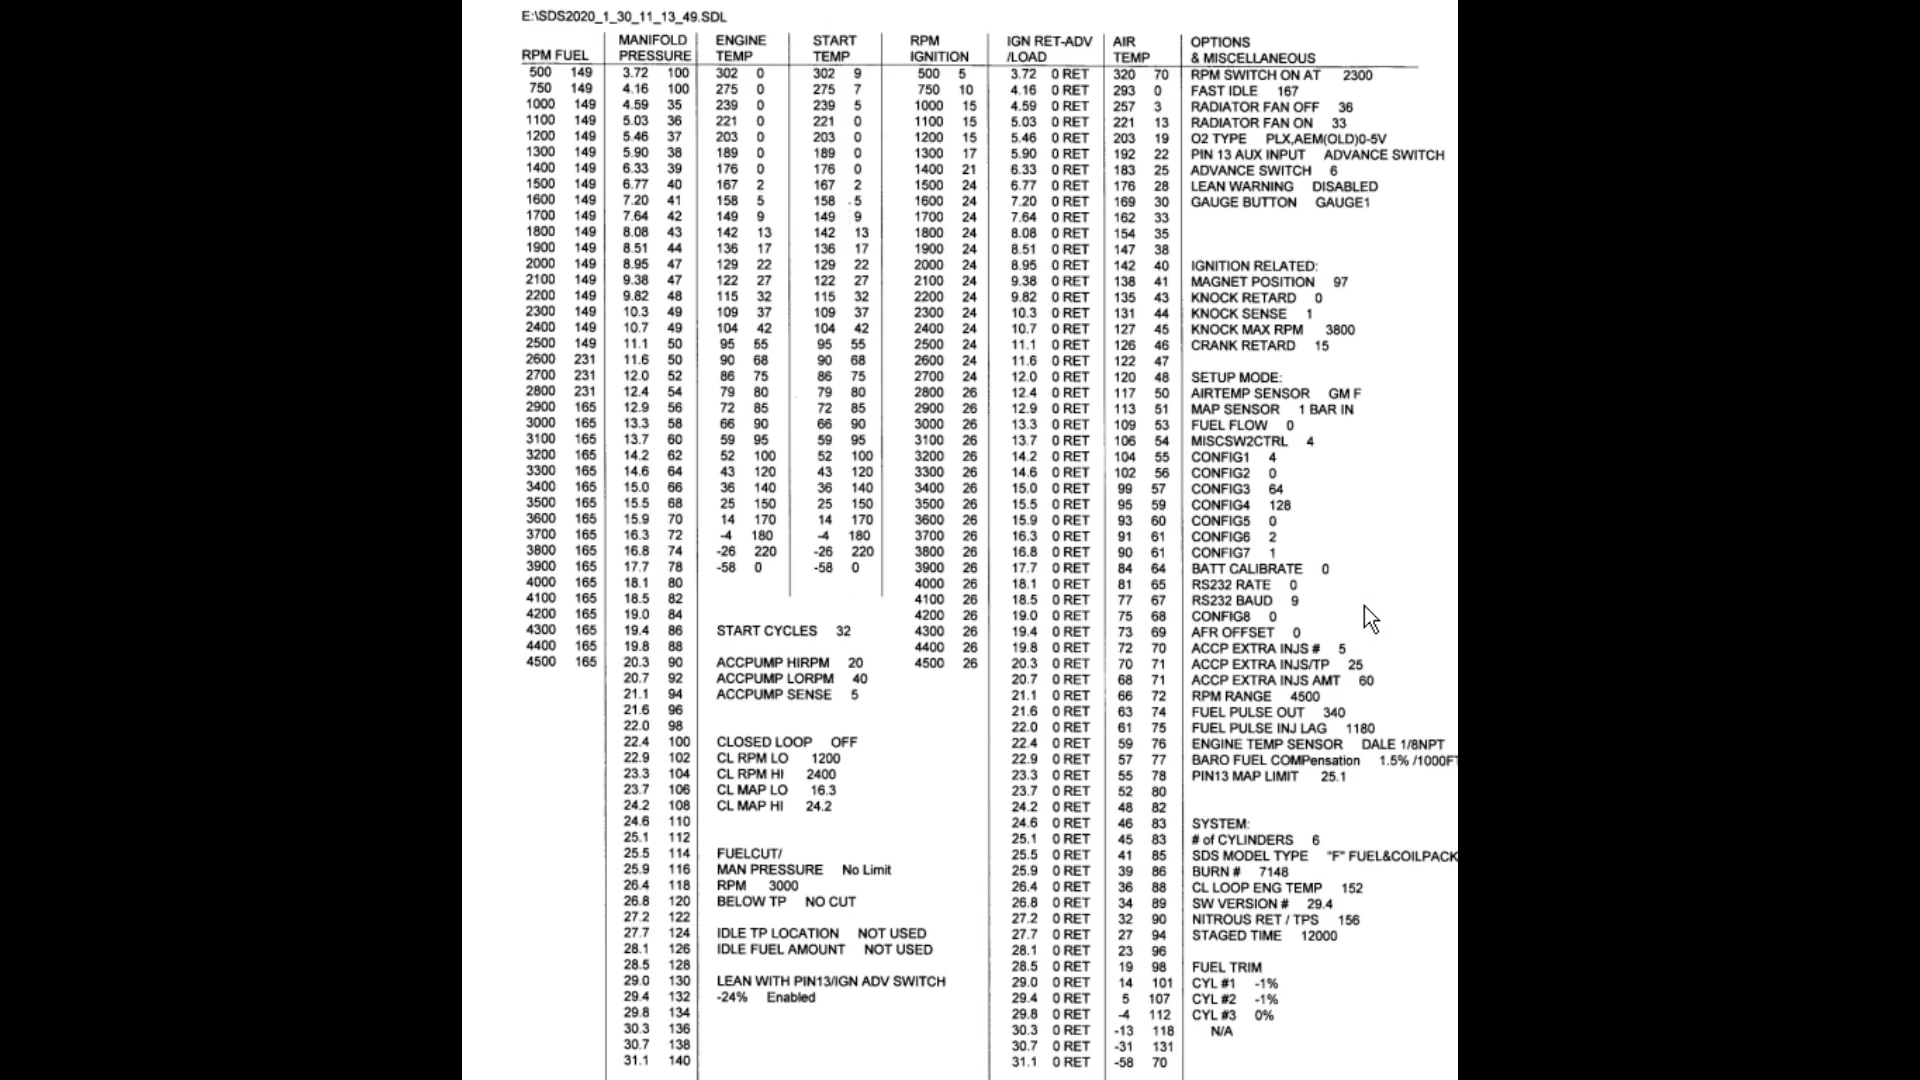 E:\SDS2020_1_30_11_13_49.SDL
RPM FUEL
500 149
750 149
1000 149
1100 149
1200 149
1300 149
1400 149
1500 149
1600 149
1700 149
1800 149
1900 149
2000 149
2100 149
2200 149
2300 149
2400 149
2500 149
2600 231
2700 231
2800 231
2900 165
3000 165
3100 165
3200 165
3300 165
3400 165
3500 165
3600 165
3700 165
3800 165
3900 165
4000 165
4100 165
4200 165
4300 165
4400 165
4500 165
MANIFOLD
PRESSURE
3.72 100
4.16 100
4.59 35
5.03 36
5.46 37
5.90 38
6.33 39
6.77 40
7.20 41
7.64 42
8.08 43
8.51 44
8.95 47
9.38 47
9.82 48
10.3 49
10.7 49
11.1 50
11.6 50
12.0 52
12.4 54
12.9 56
13.3 58
13.7 60
14.2 62
14.6 64
15.0 66
15.5 68
15.9 70
16.3 72
16.8 74
17.7 78
18.1 80
18.5 82
19.0 84
19.4 86
19.8 88
20.3 90
20.7 92
21.1 94
21.6 96
22.0 98
22.4 100
22.9 102
23.3 104
23.7 106
24.2 108
24.6 110
25.1 112
25.5 114
25.9 116
26.4 118
26.8 120
27.2 122
27.7 124
28.1 126
28.5 128
29.0 130
29.4 132
29.8 134
30.3 136
30.7 138
31.1 140
ENGINE
TEMP
302 0
275 0
239 0
221 0
203 0
189 0
176 0
167 2
158 5
149 9
142 13
136 17
129 22
122 27
115 32
109 37
104 42
95 55
90 68
86 75
79 80
72 85
66 90
59 95
52 100
43 120
36 140
25 150
14 170
-4 180
-26 220
-58 0
START
TEMP
302 9
275 7
239 5
221 0
203 0
189 0
176 0
167 2
158 5
149 9
142 13
136 17
129 22
122 27
115 32
109 37
104 42
95 55
90 68
86 75
79 80
72 85
66 90
59 95
52 100
43 120
36 140
25 150
14 170
-4 180
-26 220
-58 0
START CYCLES 32
ACCPUMP HIRPM 20
ACCPUMP LORPM 40
ACCPUMP SENSE 5
CLOSED LOOP OFF
CL RPM LO 1200
CL RPM HI 2400
CL MAP LO 16.3
CL MAP HI 24.2
FUELCUT/
MAN PRESSURE No Limit
RPM 3000
BELOW TP NO CUT
IDLE TP LOCATION NOT USED
IDLE FUEL AMOUNT NOT USED
LEAN WITH PIN13/IGN ADV SWITCH
-24% Enabled
RPM
IGNITION
500 5
750 10
1000 15
1100 15
1200 15
1300 17
1400 21
1500 24
1600 24
1700 24
1800 24
1900 24
2000 24
2100 24
2200 24
2300 24
2400 24
2500 24
2600 24
2700 24
2800 26
2900 26
3000 26
3100 26
3200 26
3300 26
3400 26
3500 26
3600 26
3700 26
3800 26
3900 26
4000 26
4100 26
4200 26
4300 26
4400 26
4500 26
IGN RET-ADV
/LOAD
3.72 0 RET
4.16 0 RET
4.59 0 RET
5.03 0 RET
5.46 0 RET
5.90 0 RET
6.33 0 RET
6.77 0 RET
7.20 0 RET
7.64 0 RET
8.08 0 RET
8.51 0 RET
8.95 0 RET
9.38 0 RET
9.82 0 RET
10.3 0 RET
10.7 0 RET
11.1 0 RET
11.6 0 RET
12.0 0 RET
12.4 0 RET
12.9 0 RET
13.3 0 RET
13.7 0 RET
14.2 0 RET
14.6 0 RET
15.0 0 RET
15.5 0 RET
15.9 0 RET
16.3 0 RET
16.8 0 RET
17.7 0 RET
18.1 0 RET
18.5 0 RET
19.0 0 RET
19.4 0 RET
19.8 0 RET
20.3 0 RET
20.7 0 RET
21.1 0 RET
21.6 0 RET
22.0 0 RET
22.4 0 RET
22.9 0 RET
23.3 0 RET
23.7 0 RET
24.2 0 RET
24.6 0 RET
25.1 0 RET
25.5 0 RET
25.9 0 RET
26.4 0 RET
26.8 0 RET
27.2 0 RET
27.7 0 RET
28.1 0 RET
28.5 0 RET
29.0 0 RET
29.4 0 RET
29.8 0 RET
30.3 0 RET
30.7 0 RET
31.1 0 RET
AIR
TEMP
320 70
293 0
257 3
221 13
203 19
192 22
183 25
176 28
169 30
162 33
154 35
147 38
142 40
138 41
135 43
131 44
127 45
126 46
122 47
120 48
117 50
113 51
109 53
106 54
104 55
102 56
99 57
95 59
93 60
91 61
90 61
84 64
81 65
77 67
75 68
73 69
72 70
70 71
68 71
66 72
63 74
61 75
59 76
57 77
55 78
52 80
48 82
46 83
45 83
41 85
39 86
36 88
34 89
32 90
27 94
23 96
19 98
14 101
5 107
-4 112
-13 118
-31 131
-58 70
OPTIONS
& MISCELLANEOUS
RPM SWITCH ON AT 2300
FAST IDLE 167
RADIATOR FAN OFF 36
RADIATOR FAN ON 33
O2 TYPE PLX,AEM(OLD)0-5V
PIN 13 AUX INPUT ADVANCE SWITCH
ADVANCE SWITCH 6
LEAN WARNING DISABLED
GAUGE BUTTON GAUGE1
IGNITION RELATED:
MAGNET POSITION 97
KNOCK RETARD 0
KNOCK SENSE 1
KNOCK MAX RPM 3800
CRANK RETARD 15
SETUP MODE:
AIRTEMP SENSOR GM F
MAP SENSOR 1 BAR IN
FUEL FLOW 0
MISCSW2CTRL 4
CONFIG1 4
CONFIG2 0
CONFIG3 64
CONFIG4 128
CONFIG5 0
CONFIG6 2
CONFIG7 1
BATT CALIBRATE 0
RS232 RATE 0
RS232 BAUD 9
CONFIG8 0
AFR OFFSET 0
ACCP EXTRA INJS # 5
ACCP EXTRA INJS/TP 25
ACCP EXTRA INJS AMT 60
RPM RANGE 4500
FUEL PULSE OUT 340
FUEL PULSE INJ LAG 1180
ENGINE TEMP SENSOR DALE 1/8NPT
BARO FUEL COMPensation 1.5% /1000FT
PIN13 MAP LIMIT 25.1
SYSTEM:
# of CYLINDERS 6
SDS MODEL TYPE "F" FUEL&COILPACK
BURN # 7148
CL LOOP ENG TEMP 152
SW VERSION # 29.4
NITROUS RET / TPS 156
STAGED TIME 12000
FUEL TRIM
CYL #1 -1%
CYL #2 -1%
CYL #3 0%
N/A